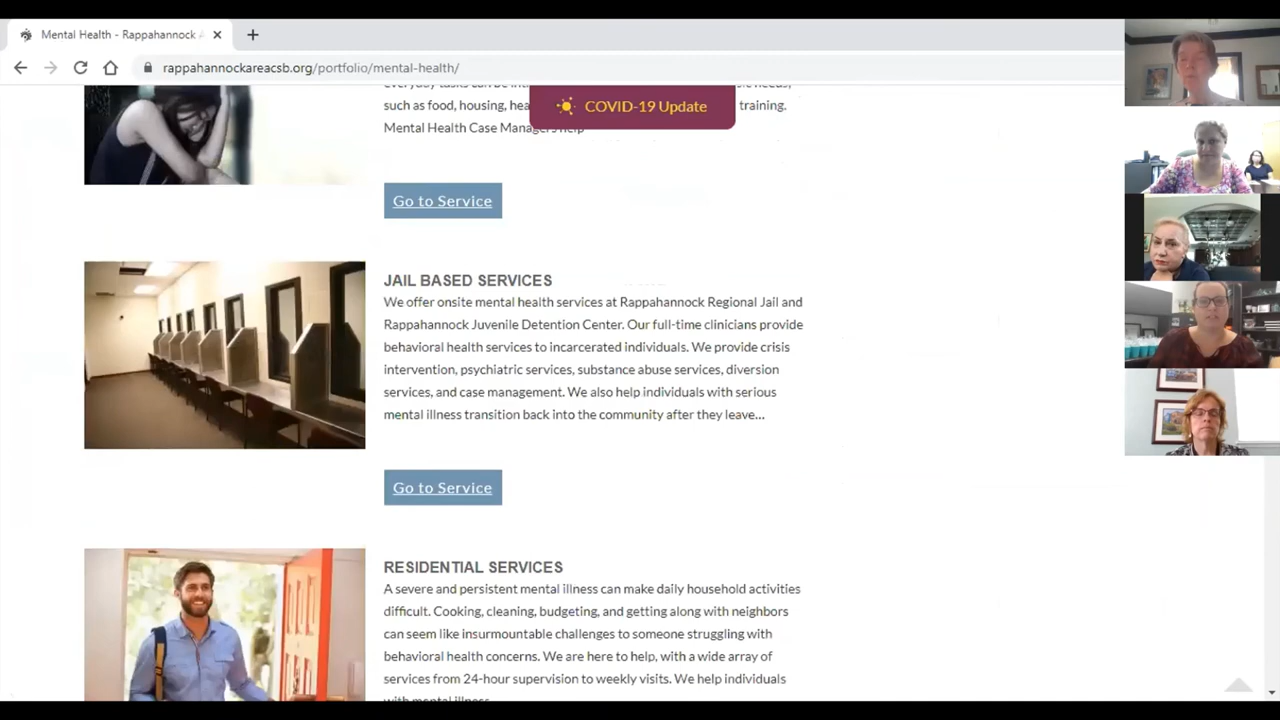 Mental Health - Rappahannock A
rappahannockareacsb.org/portfolio/mental-health/
COVID-19 Update
such as food, housing, training.
Mental Health Case Managers help
Go to Service
JAIL BASED SERVICES
We offer onsite mental health services at Rappahannock Regional Jail and
Rappahannock Juvenile Detention Center. Our full-time clinicians provide
behavioral health services to incarcerated individuals. We provide crisis
intervention, psychiatric services, substance abuse services, diversion
services, and case management. We also help individuals with serious
mental illness transition back into the community after they leave...
Go to Service
RESIDENTIAL SERVICES
A severe and persistent mental illness can make daily household activities
difficult. Cooking, cleaning, budgeting, and getting along with neighbors
can seem like insurmountable challenges to someone struggling with
behavioral health concerns. We are here to help, with a wide array of
services from 24-hour supervision to weekly visits. We help individuals
with mental illness